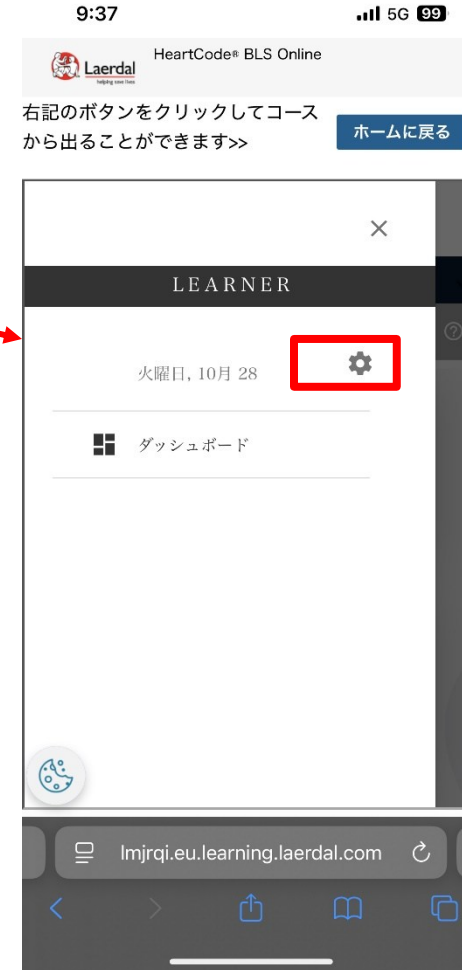 9:37
5G 99
Laerdal
helping save lives
HeartCode® BLS Online
右記のボタンをクリックしてコース
から出ることができます>>
ホームに戻る
LEARNER
火曜日, 10月 28
ダッシュボード
lmjrqi.eu.learning.laerdal.com